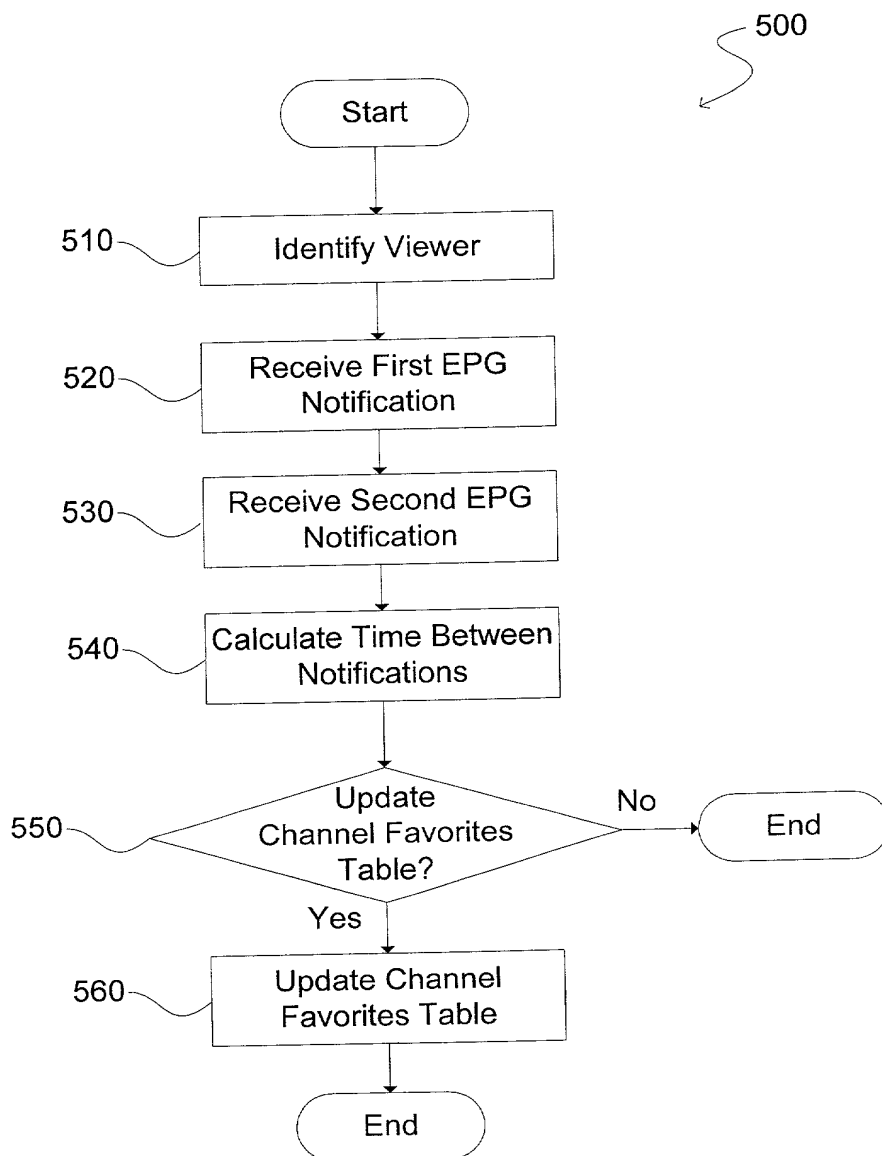 500
Start
510
Identify Viewer
520
Receive First EPG
Notification
530
Receive Second EPG
Notification
540
Calculate Time Between
Notifications
550
Update
Channel Favorites
Table?
No
End
Yes
560
Update Channel
Favorites Table
End